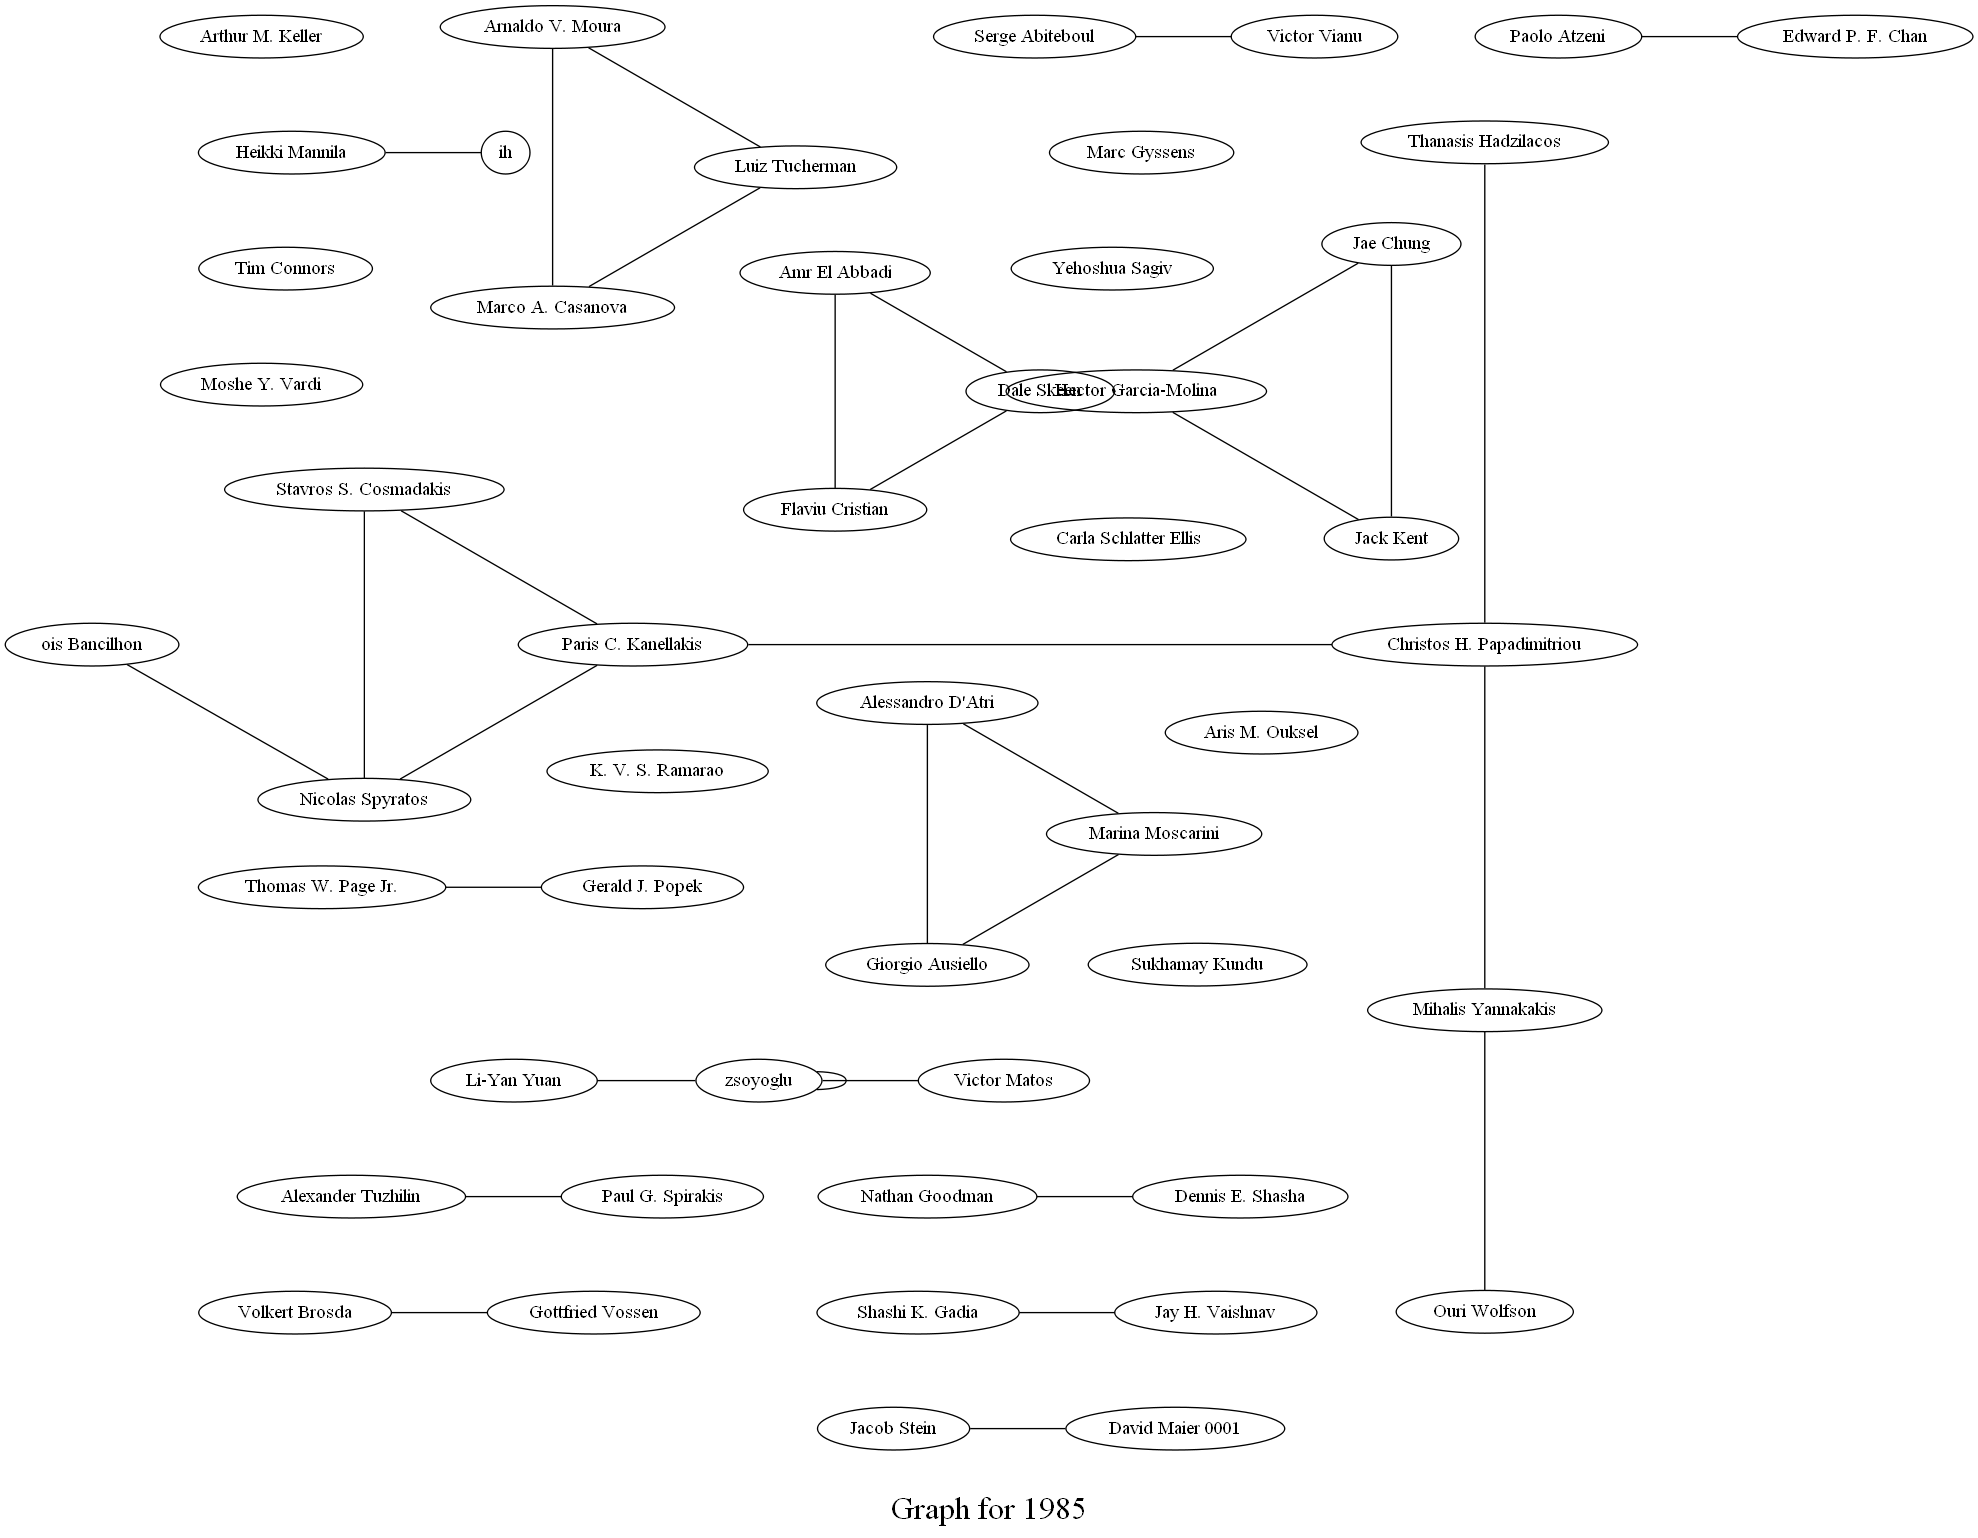 Arthur M. Keller
Arnaldo V. Moura
Serge Abiteboul
Victor Vianu
Paolo Atzeni
Edward P. F. Chan
Heikki Mannila
ih
Luiz Tucherman
Marc Gyssens
Thanasis Hadzilacos
Tim Connors
Marco A. Casanova
Amr El Abbadi
Yehoshua Sagiv
Jae Chung
Moshe Y. Vardi
Dale Skeen
Hector Garcia-Molina
Stavros S. Cosmadakis
Flaviu Cristian
Carla Schlatter Ellis
Jack Kent
ois Bancilhon
Paris C. Kanellakis
Christos H. Papadimitriou
Alessandro D'Atri
Aris M. Ouksel
K. V. S. Ramarao
Nicolas Spyratos
Marina Moscarini
Thomas W. Page Jr.
Gerald J. Popek
Giorgio Ausiello
Sukhamay Kundu
Mihalis Yannakakis
Li-Yan Yuan
zsoyoglu
Victor Matos
Alexander Tuzhilin
Paul G. Spirakis
Nathan Goodman
Dennis E. Shasha
Volkert Brosda
Gottfried Vossen
Shashi K. Gadia
Jay H. Vaishnav
Ouri Wolfson
Jacob Stein
David Maier 0001
Graph for 1985